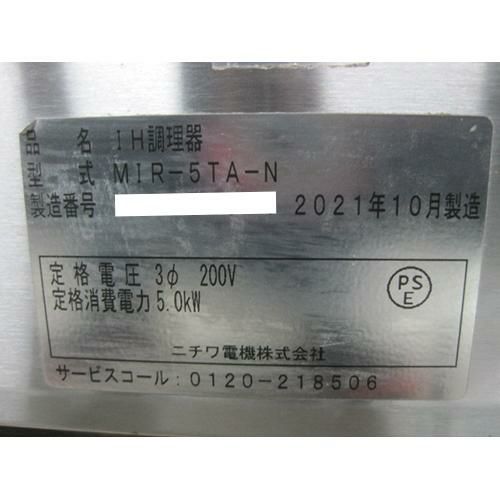 品名 IH調理器
型式 MIR-5TA-N
製造番号 2021年10月製造
定格電圧 3φ 200V
定格消費電力 5.0kW
PS
E
ニチワ電機株式会社
サービスコール:0120-218506